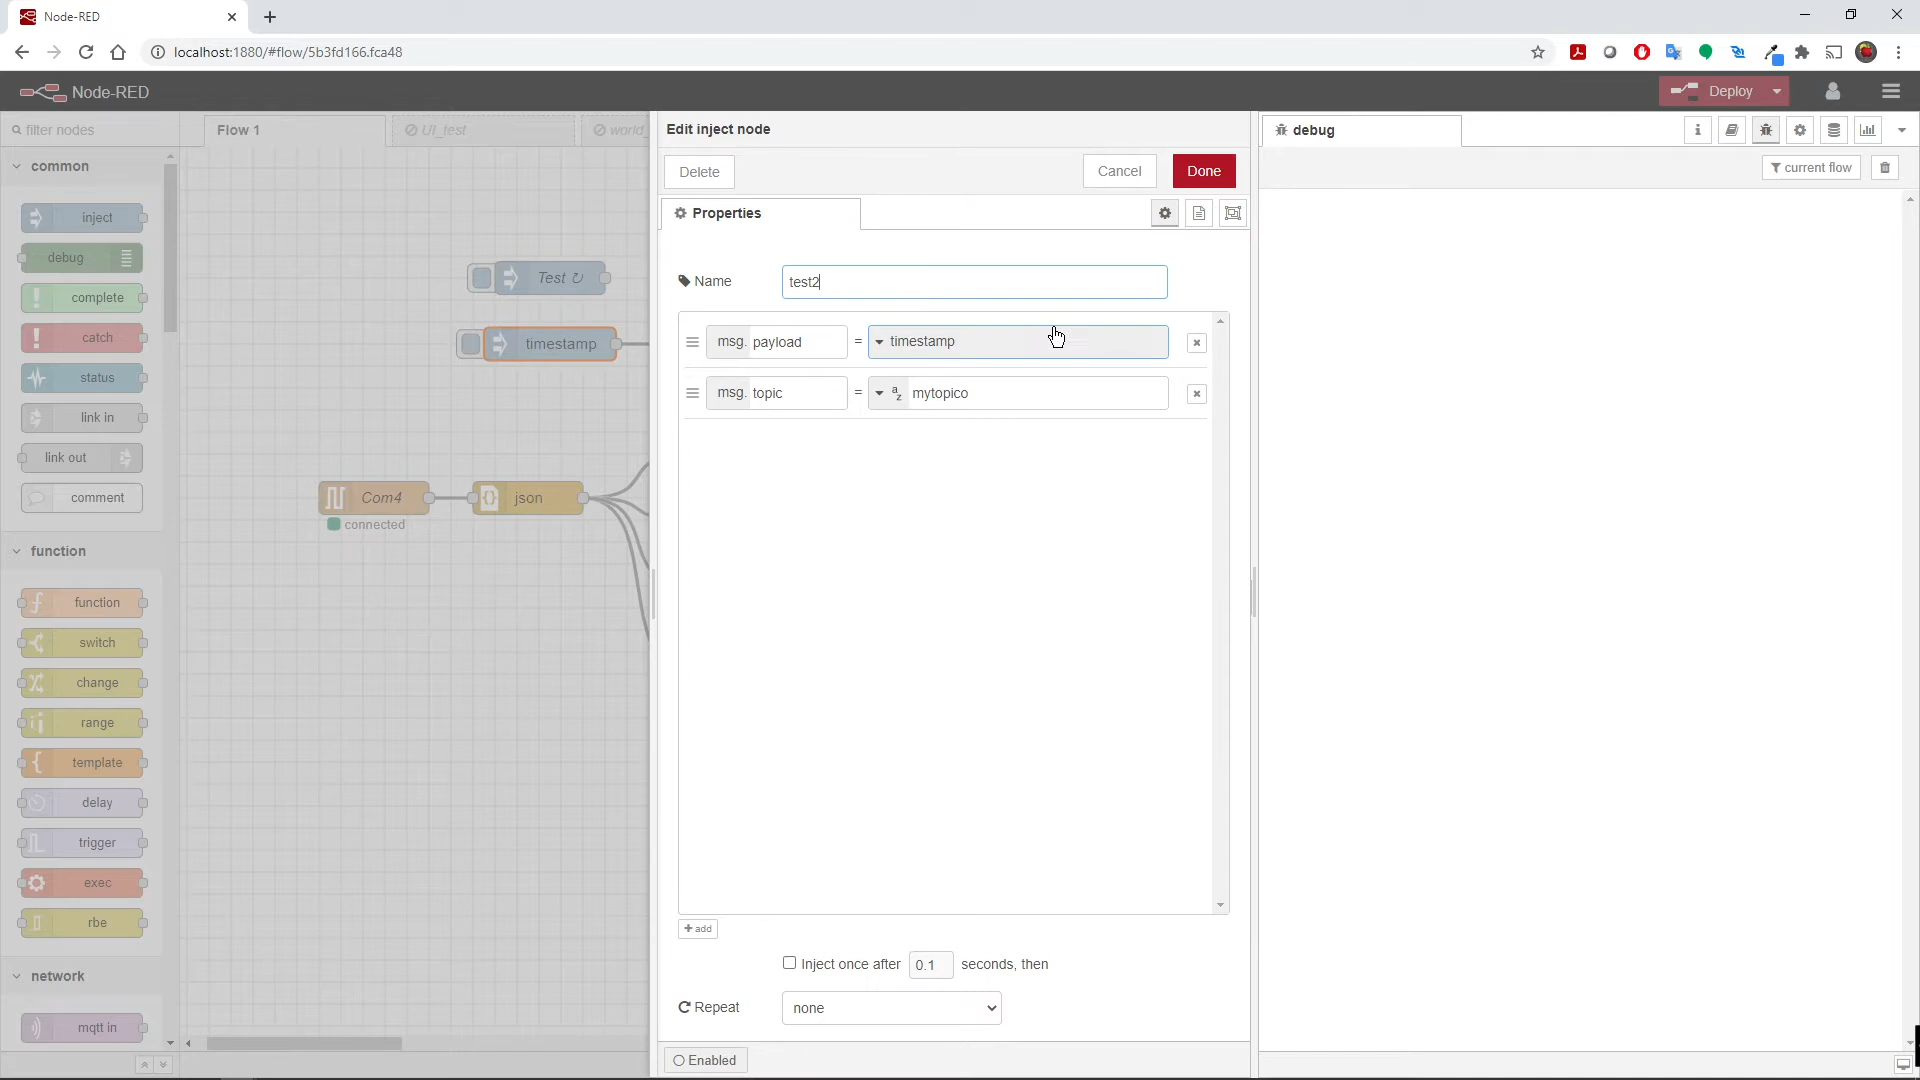 Node-RED
localhost:1880/#flow/5b3fd166.fca48
Node-RED
Deploy
filter nodes
common
inject
debug
complete
catch
status
link in
link out
comment
function
function
switch
change
range
template
delay
trigger
exec
rbe
network
mqtt in
Flow 1
UI_test
world_
Test ↻
timestamp
Com4
connected
json
Edit inject node
Delete
Cancel
Done
Properties
Name
test2
msg. payload = timestamp
msg. topic = az mytopico
+ add
Inject once after 0.1 seconds, then
Repeat
none
Enabled
debug
current flow